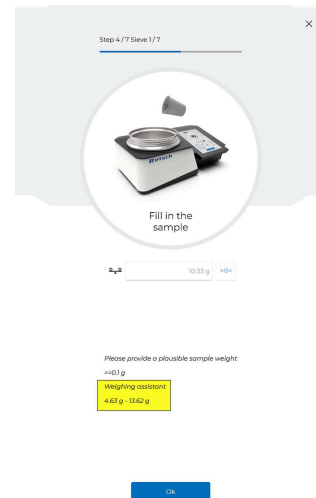 Step 4 / 7 Sieve 1 / 7
Retsch
Fill in the
sample
10.33 g >0<
Please provide a plausible sample weight
>=0.1 g
Weighing assistant
4.63 g - 13.62 g
Ok